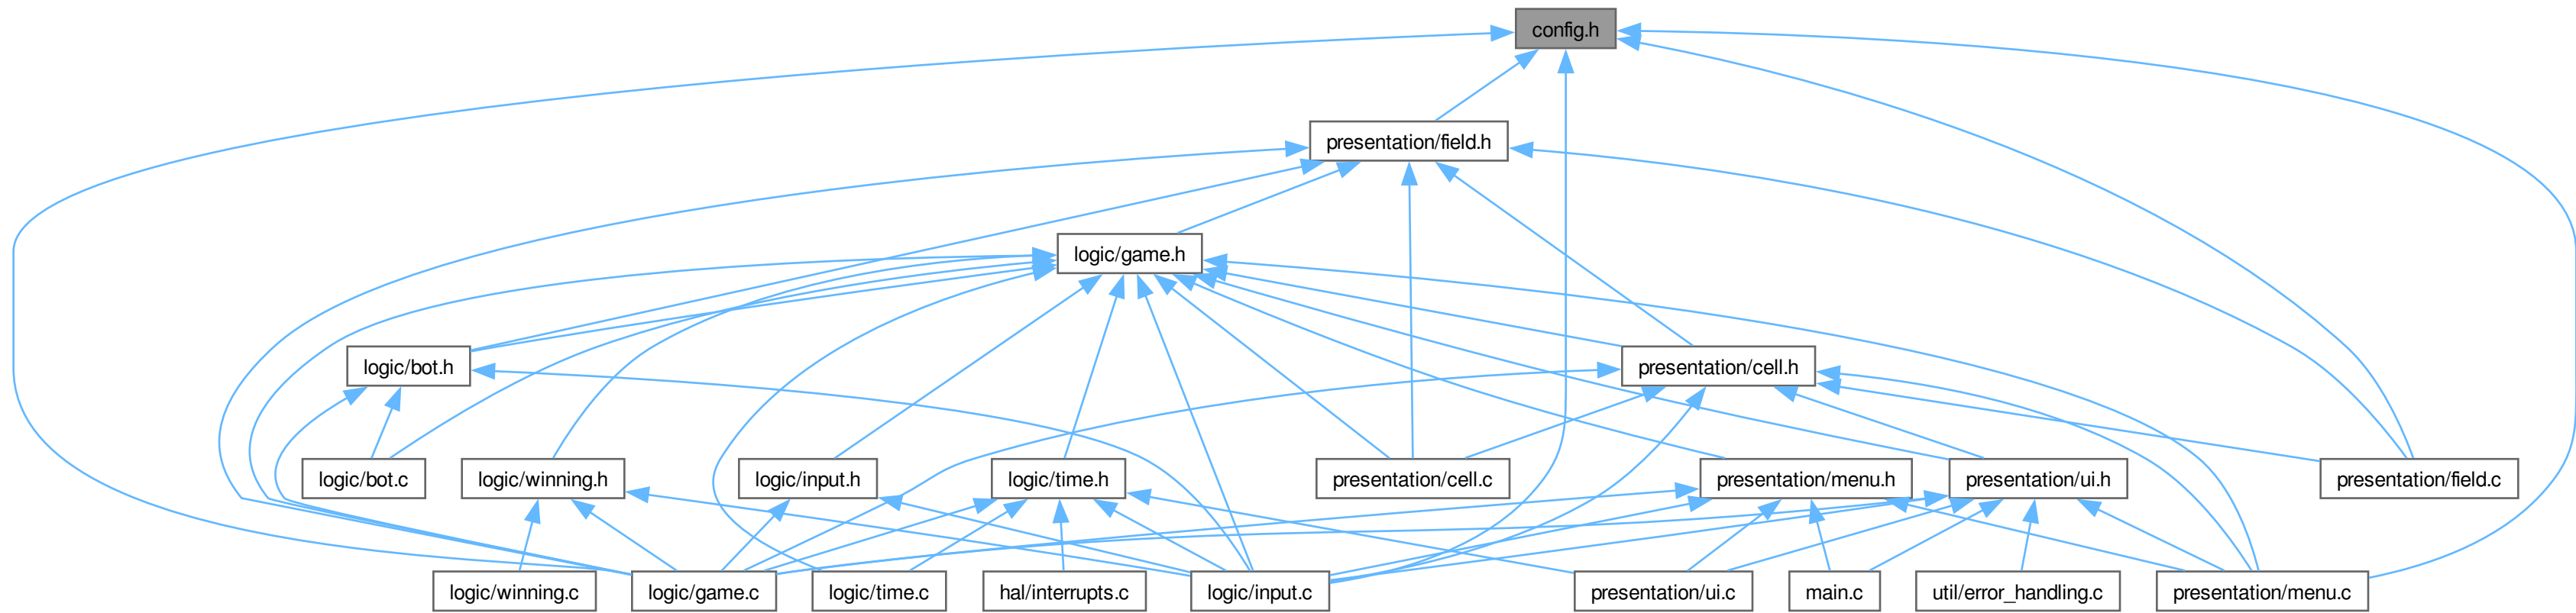 config.h
presentation/field.h
logic/game.h
logic/bot.h
presentation/cell.h
logic/bot.c
logic/winning.h
logic/input.h
logic/time.h
presentation/cell.c
presentation/menu.h
presentation/ui.h
presentation/field.c
logic/winning.c
logic/game.c
logic/time.c
hal/interrupts.c
logic/input.c
presentation/ui.c
main.c
util/error_handling.c
presentation/menu.c